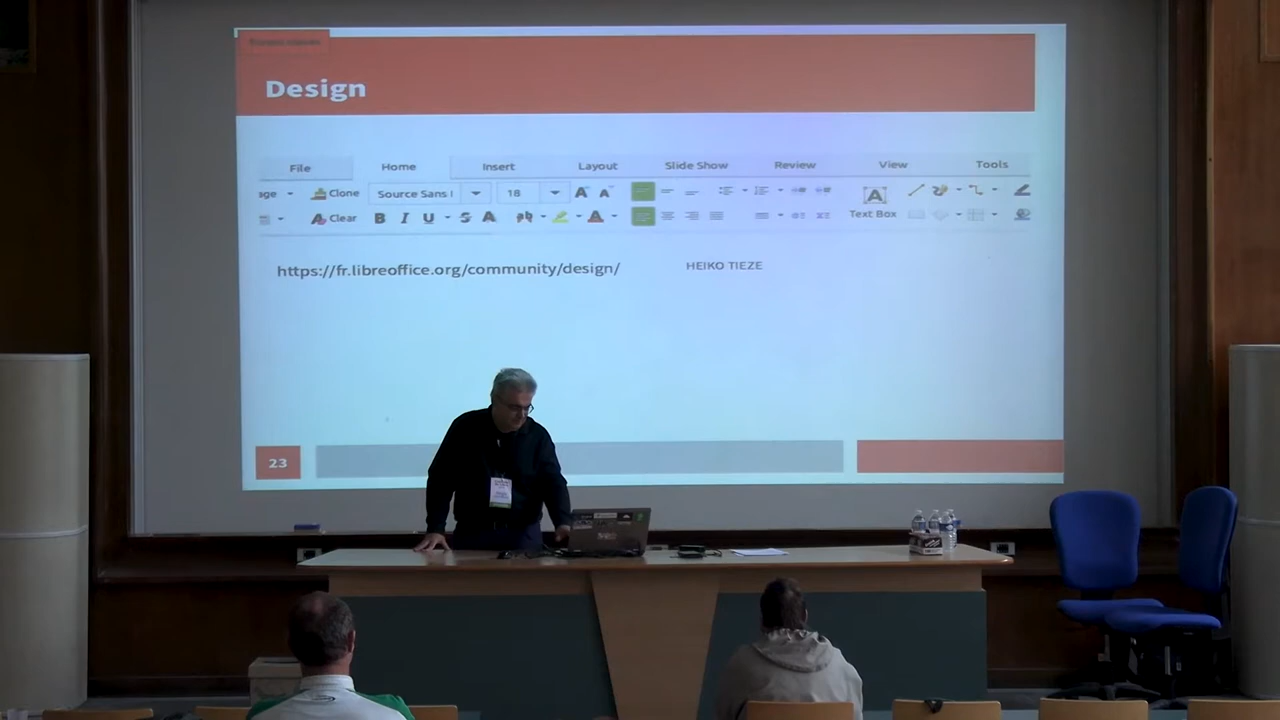 Design
File Home Insert Layout Slide Show Review View Tools
Clone Source Sans 18 A A A
Clear B I U S A A Text Box
https://fr.libreoffice.org/community/design/ HEIKO TIEZE
23